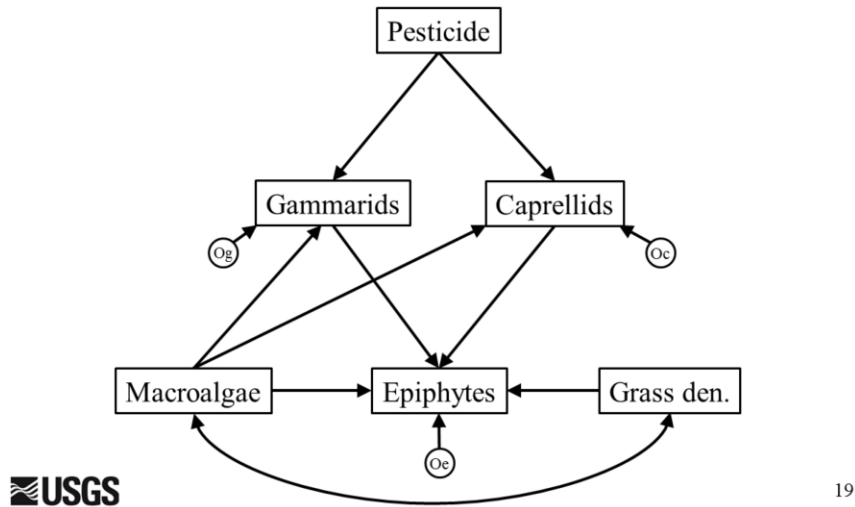 Pesticide
Gammarids
Caprellids
Og
Oc
Macroalgae
Epiphytes
Grass den.
Oe
USGS
19